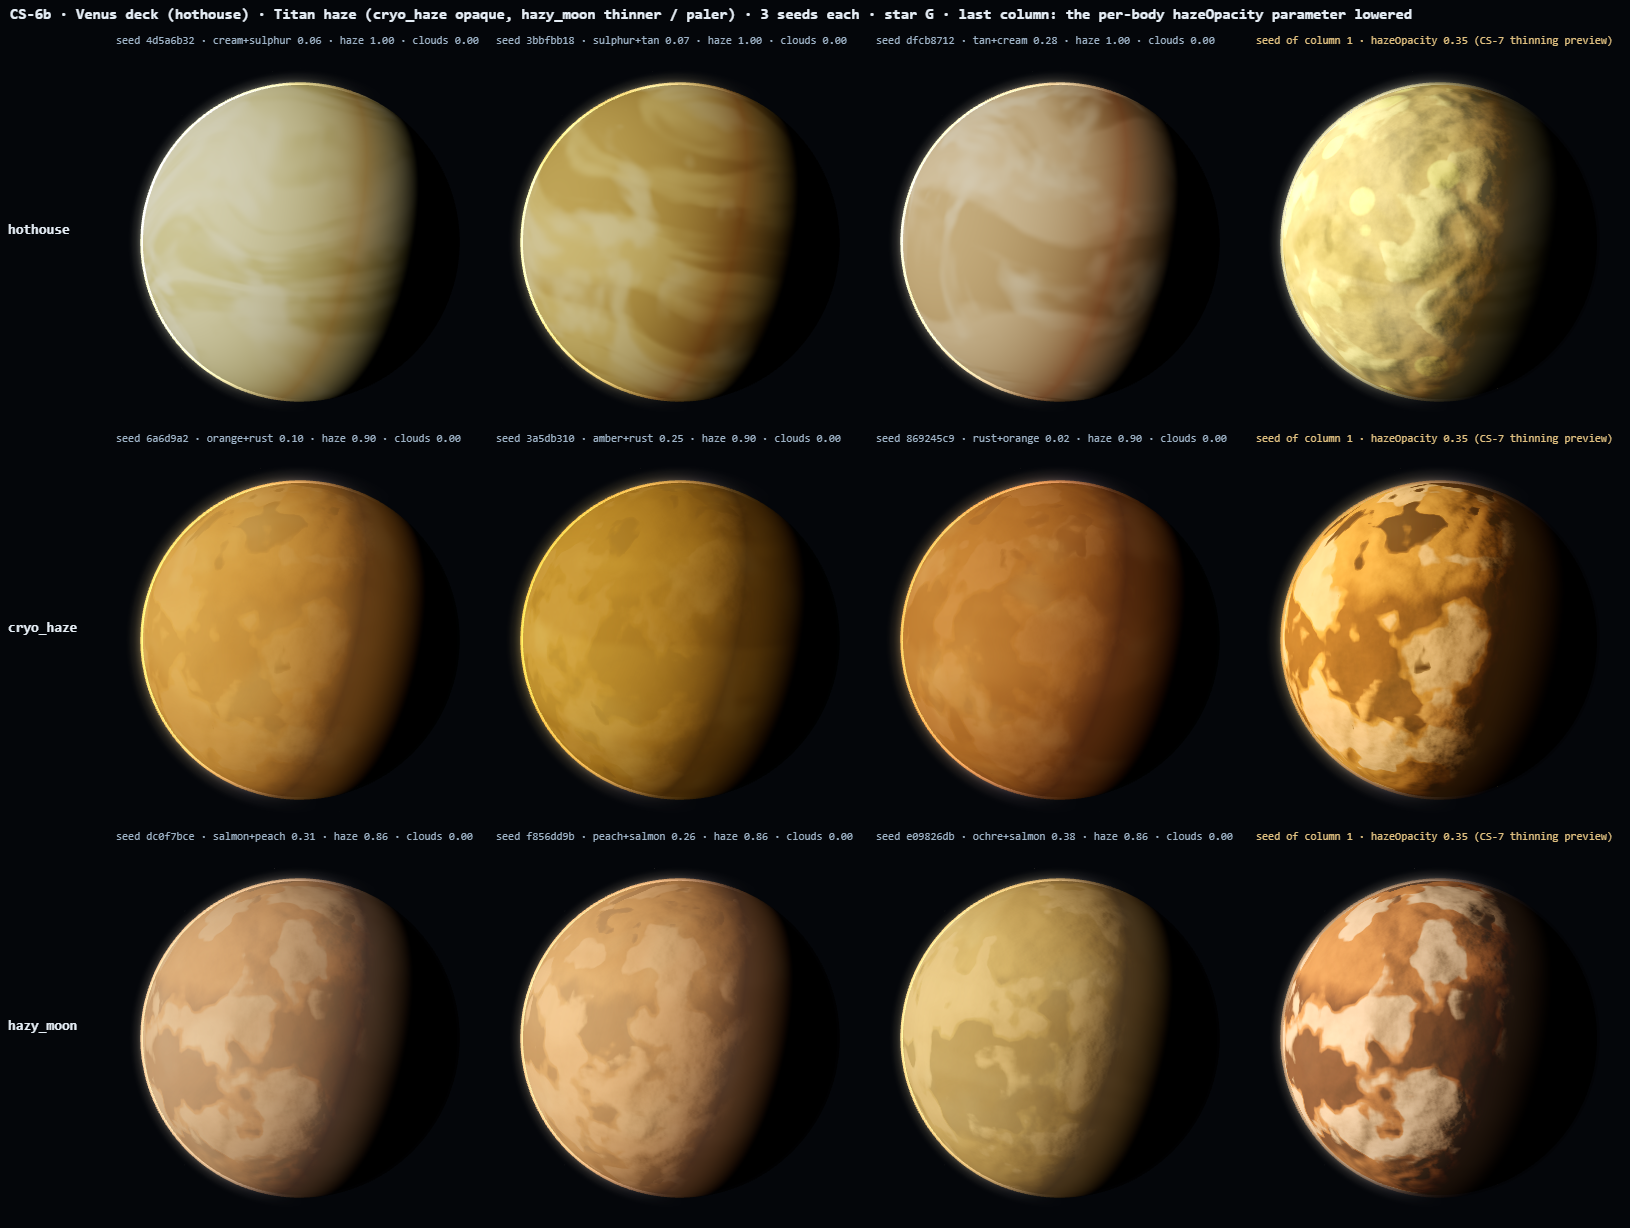 CS-6b · Venus deck (hothouse) · Titan haze (cryo_haze opaque, hazy_moon thinner / paler) · 3 seeds each · star G · last column: the per-body hazeOpacity parameter lowered
seed 4d5a6b32 · cream+sulphur 0.06 · haze 1.00 · clouds 0.00
seed 3bbfbb18 · sulphur+tan 0.07 · haze 1.00 · clouds 0.00
seed dfcb8712 · tan+cream 0.28 · haze 1.00 · clouds 0.00
seed of column 1 · hazeOpacity 0.35 (CS-7 thinning preview)
hothouse
seed 6a6d9a2 · orange+rust 0.10 · haze 0.90 · clouds 0.00
seed 3a5db310 · amber+rust 0.25 · haze 0.90 · clouds 0.00
seed 869245c9 · rust+orange 0.02 · haze 0.90 · clouds 0.00
seed of column 1 · hazeOpacity 0.35 (CS-7 thinning preview)
cryo_haze
seed dc0f7bce · salmon+peach 0.31 · haze 0.86 · clouds 0.00
seed f856dd9b · peach+salmon 0.26 · haze 0.86 · clouds 0.00
seed e09826db · ochre+salmon 0.38 · haze 0.86 · clouds 0.00
seed of column 1 · hazeOpacity 0.35 (CS-7 thinning preview)
hazy_moon